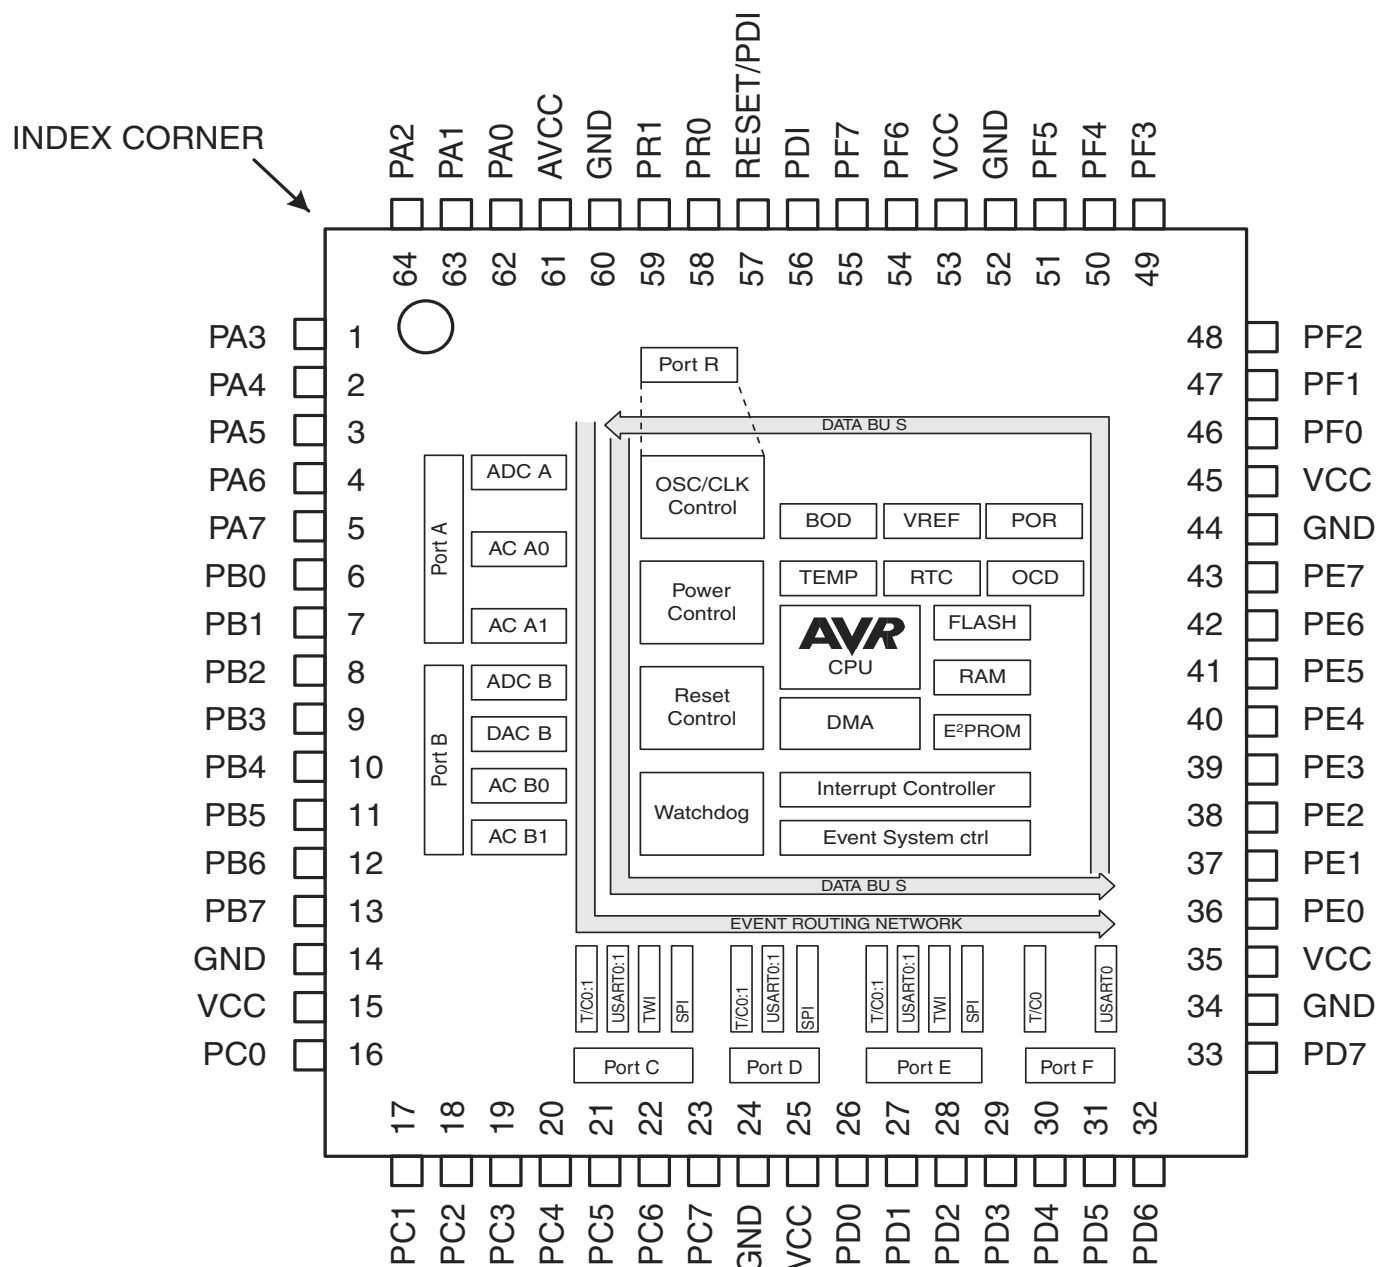 INDEX CORNER
PA2
PA1
PA0
AVCC
GND
PR1
PR0
RESET/PDI
PDI
PF7
PF6
VCC
GND
PF5
PF4
PF3
64
63
62
61
60
59
58
57
56
55
54
53
52
51
50
49
PA3 1
PA4 2
PA5 3
PA6 4
PA7 5
PB0 6
PB1 7
PB2 8
PB3 9
PB4 10
PB5 11
PB6 12
PB7 13
GND 14
VCC 15
PC0 16
Port R
DATA BU S
Port A
ADC A
AC A0
AC A1
Port B
ADC B
DAC B
AC B0
AC B1
OSC/CLK
Control
Power
Control
Reset
Control
Watchdog
BOD
VREF
POR
TEMP
RTC
OCD
AVR
CPU
FLASH
RAM
DMA
E²PROM
Interrupt Controller
Event System ctrl
DATA BU S
EVENT ROUTING NETWORK
T/C0:1
USART0:1
TWI
SPI
T/C0:1
USART0:1
SPI
T/C0:1
USART0:1
TWI
SPI
T/C0
USART0
Port C
Port D
Port E
Port F
48 PF2
47 PF1
46 PF0
45 VCC
44 GND
43 PE7
42 PE6
41 PE5
40 PE4
39 PE3
38 PE2
37 PE1
36 PE0
35 VCC
34 GND
33 PD7
17
18
19
20
21
22
23
24
25
26
27
28
29
30
31
32
PC1
PC2
PC3
PC4
PC5
PC6
PC7
GND
VCC
PD0
PD1
PD2
PD3
PD4
PD5
PD6